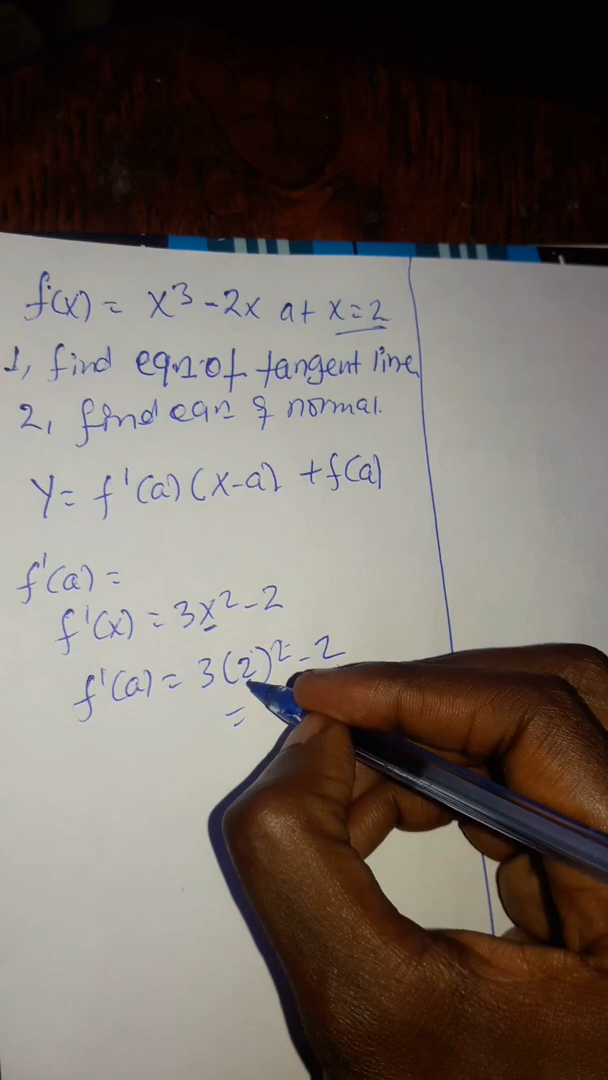 f(x) = x³ - 2x at x = 2
1, find eqn. of tangent line.
2, find eqn of normal.
Y = f'(a)(x-a) + f(a)
f'(a) =
f'(x) = 3x² - 2
f'(a) = 3(2)² - 2
=